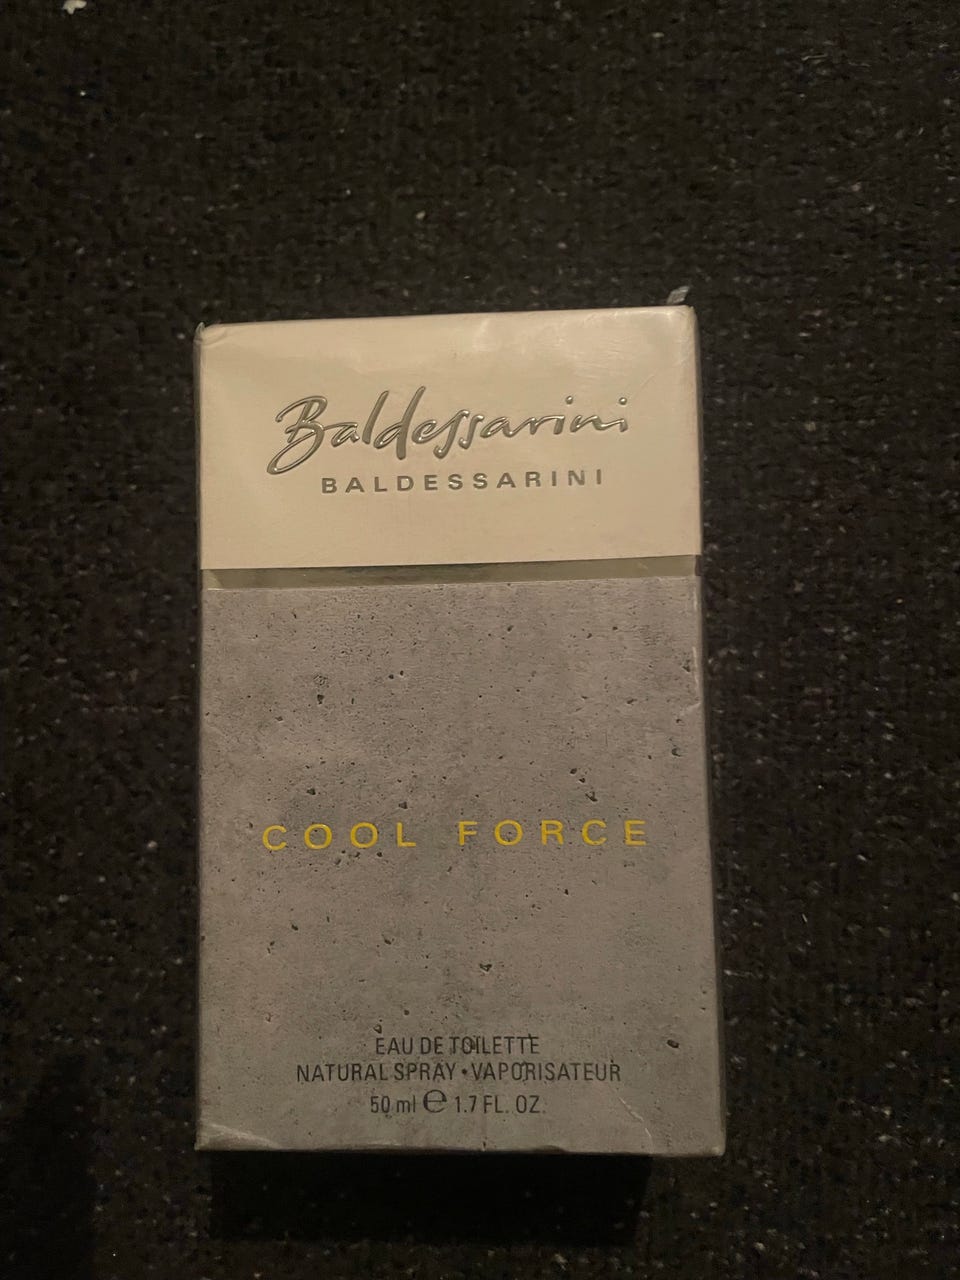 Baldessarini
BALDESSARINI
COOL FORCE
EAU DE TOILETTE
NATURAL SPRAY • VAPORISATEUR
50 ml ℮ 1.7 FL. OZ.